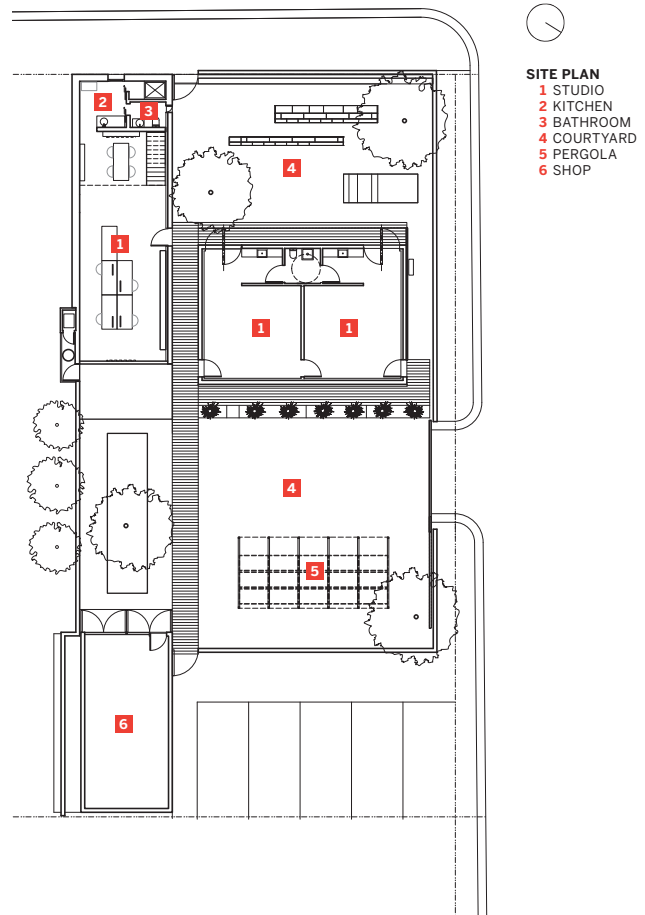 SITE PLAN
1 STUDIO
2 KITCHEN
3 BATHROOM
4 COURTYARD
5 PERGOLA
6 SHOP
2
3
4
1
1
1
4
5
6